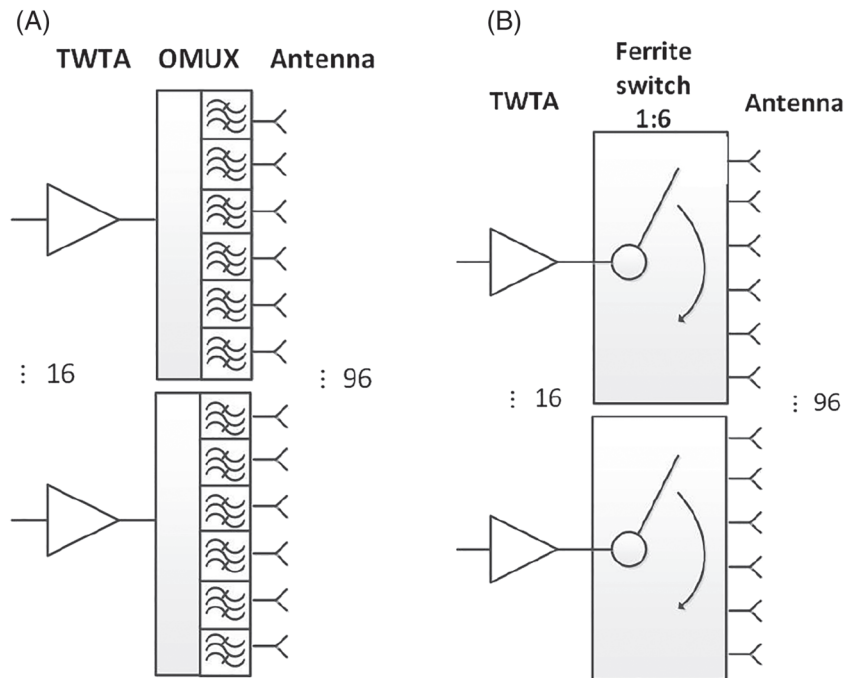 (A)
TWTA OMUX Antenna
⋮ 16
⋮ 96
(B)
TWTA
Ferrite
switch
1:6
Antenna
⋮ 16
⋮ 96